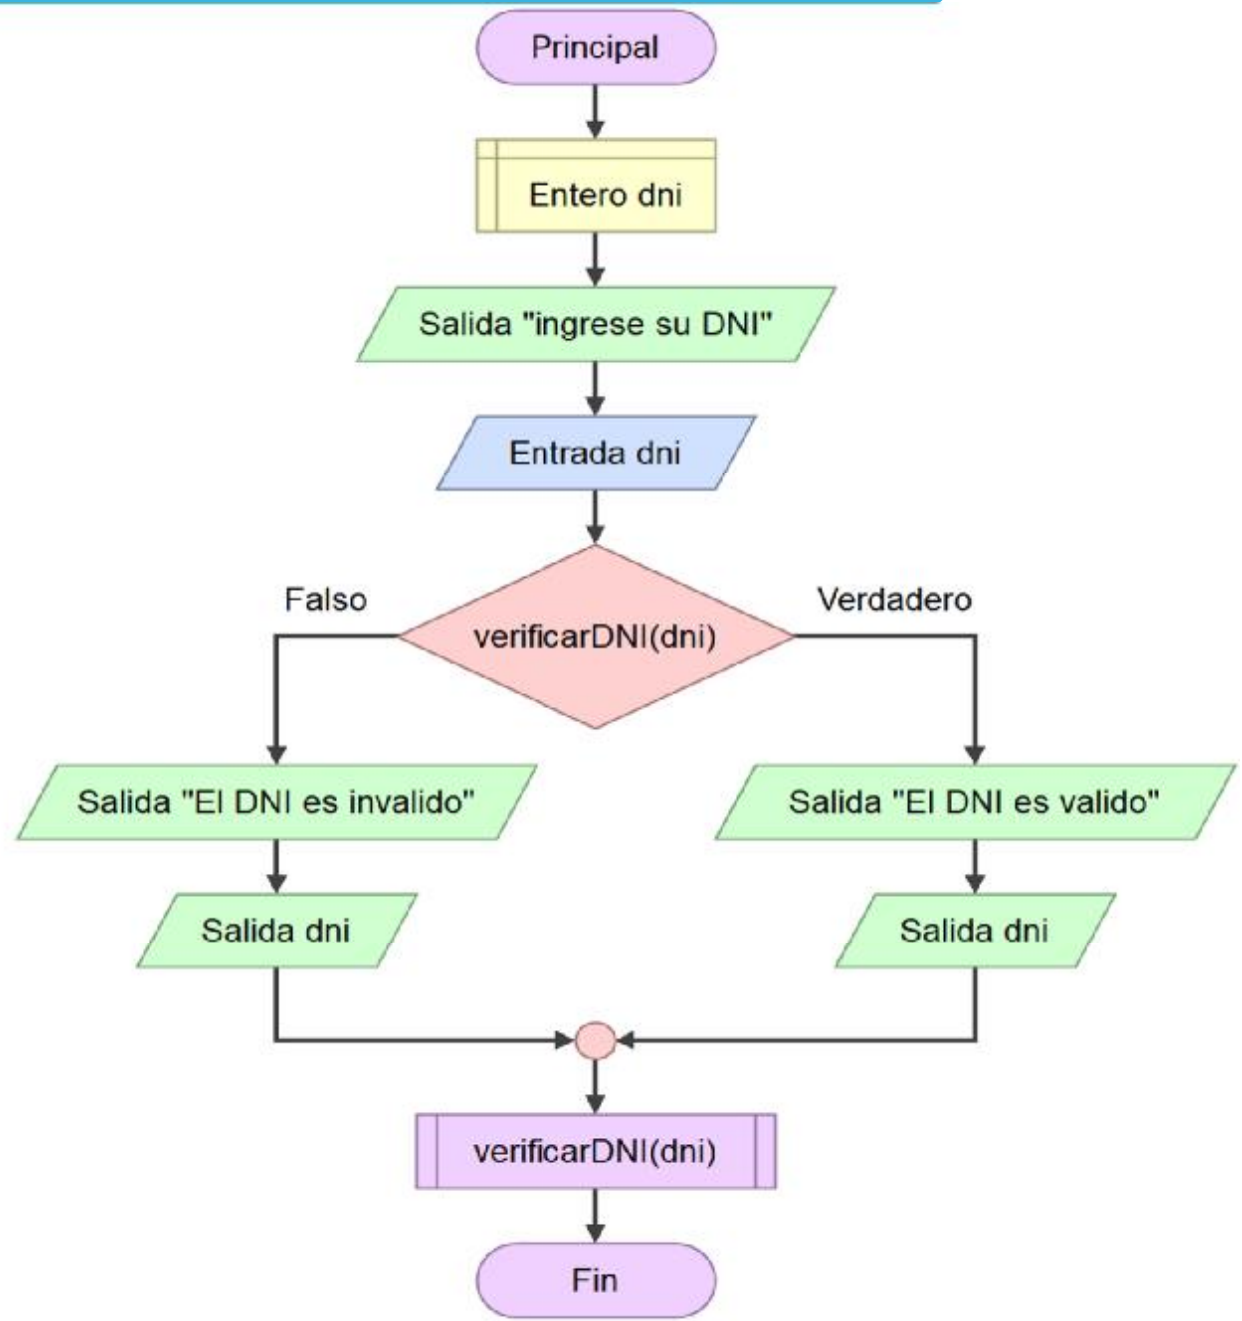 Principal
Entero dni
Salida "ingrese su DNI"
Entrada dni
Falso
Verdadero
verificarDNI(dni)
Salida "El DNI es invalido"
Salida "El DNI es valido"
Salida dni
Salida dni
verificarDNI(dni)
Fin